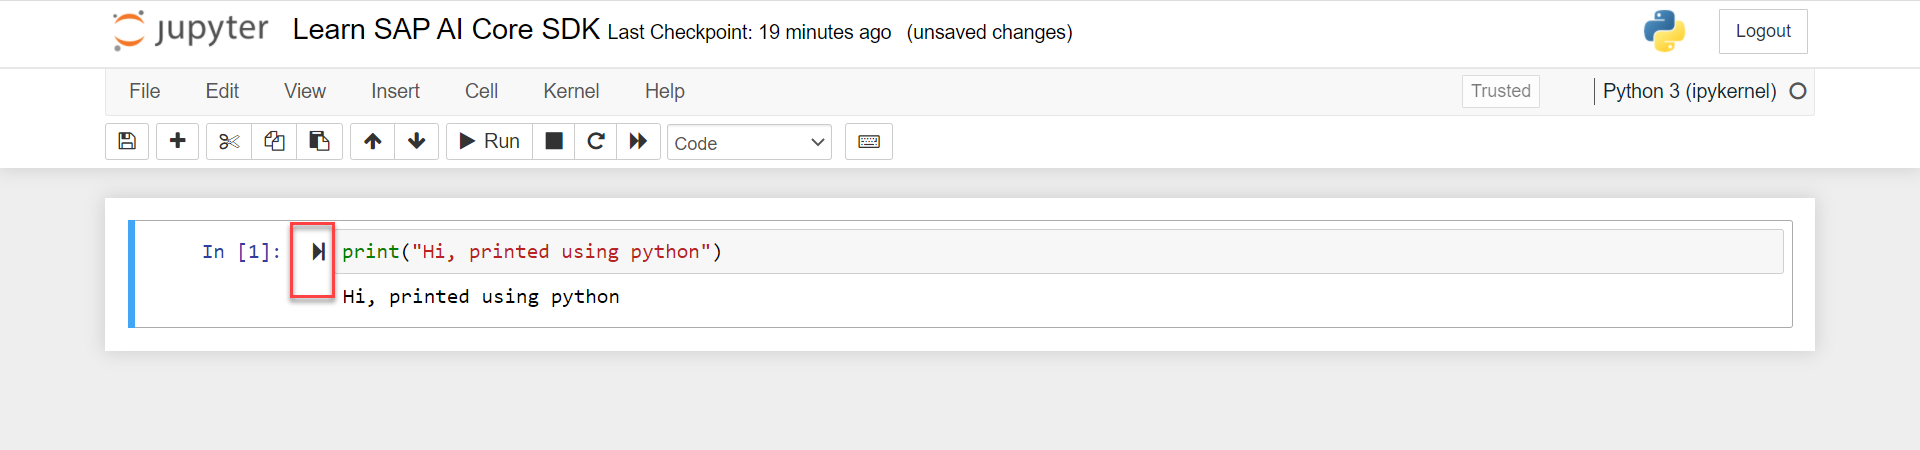 jupyter Learn SAP AI Core SDK Last Checkpoint: 19 minutes ago (unsaved changes) Logout
File Edit View Insert Cell Kernel Help Trusted Python 3 (ipykernel)
Run Code
In [1]: print("Hi, printed using python")
Hi, printed using python